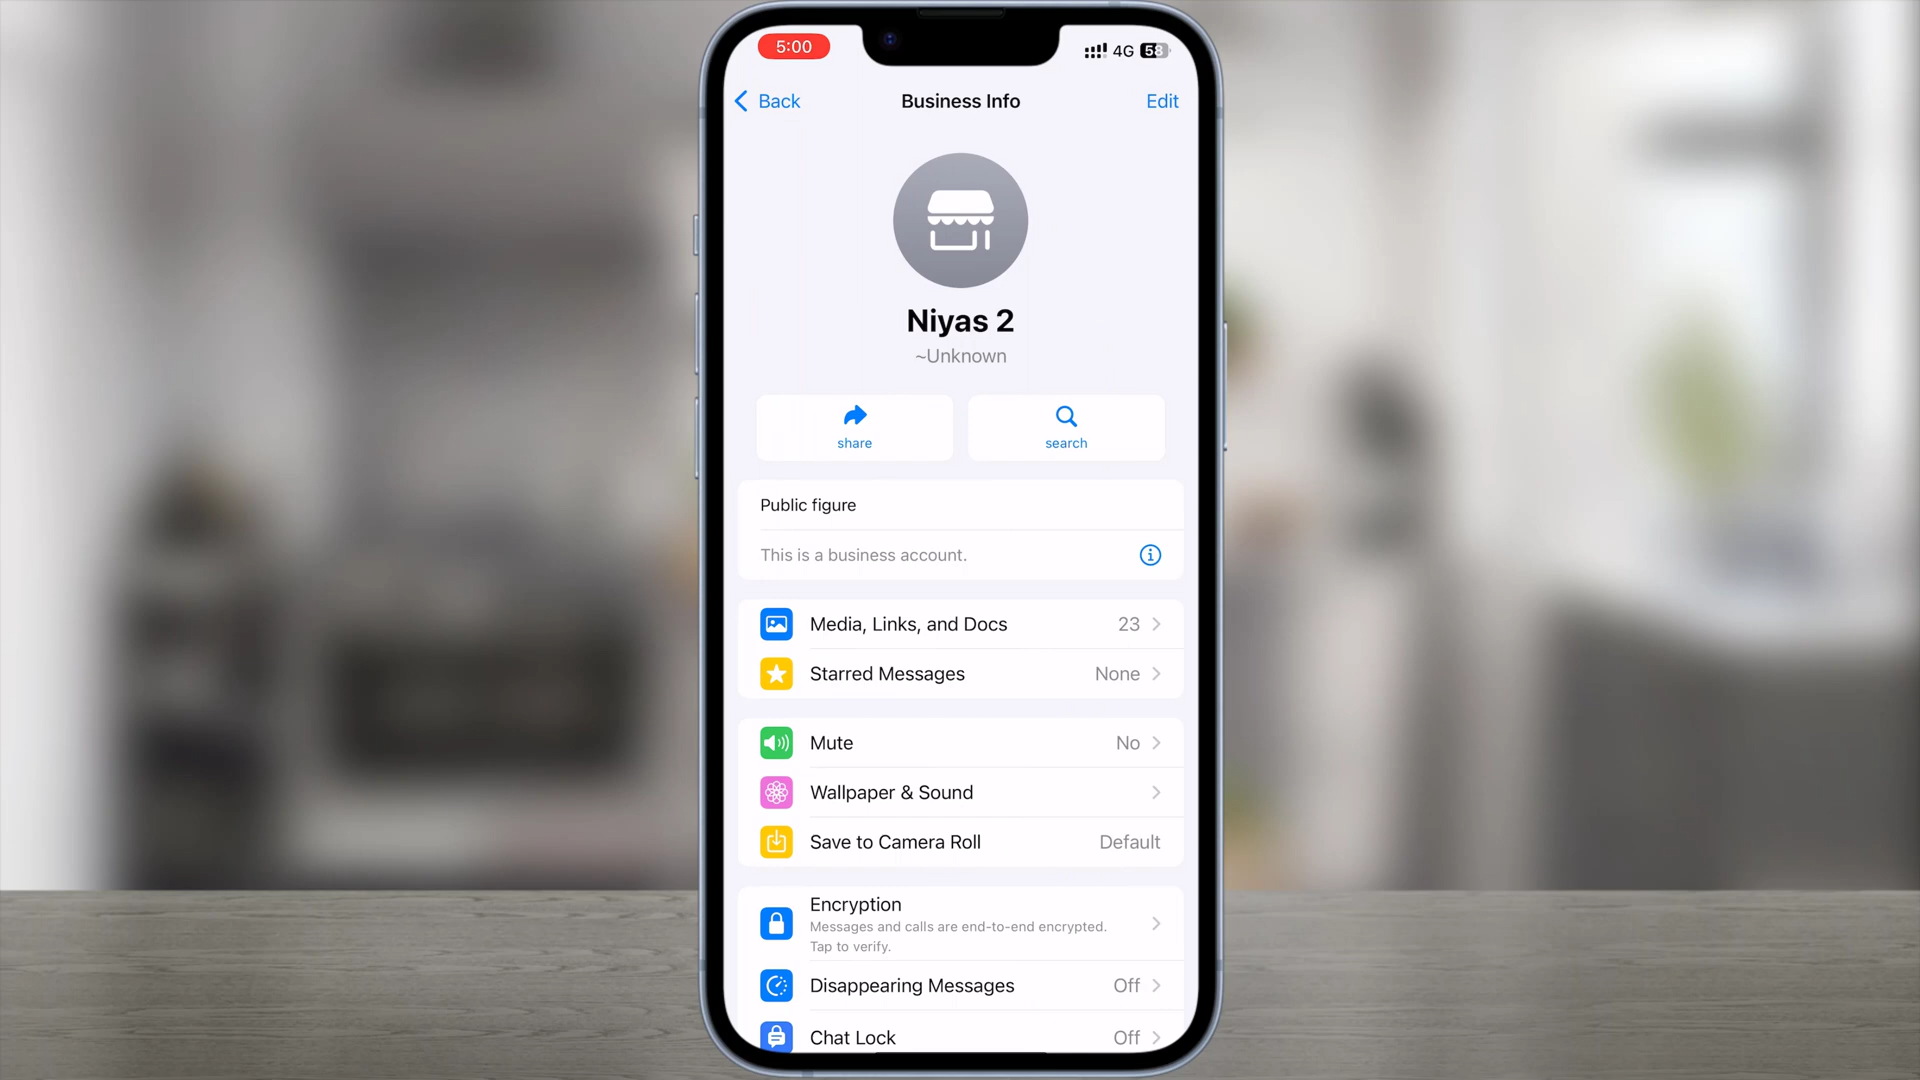 5:00
4G 58
Back
Business Info
Edit
Niyas 2
~Unknown
share
search
Public figure
This is a business account.
Media, Links, and Docs
23
Starred Messages
None
Mute
No
Wallpaper & Sound
Save to Camera Roll
Default
Encryption
Messages and calls are end-to-end encrypted.
Tap to verify.
Disappearing Messages
Off
Chat Lock
Off